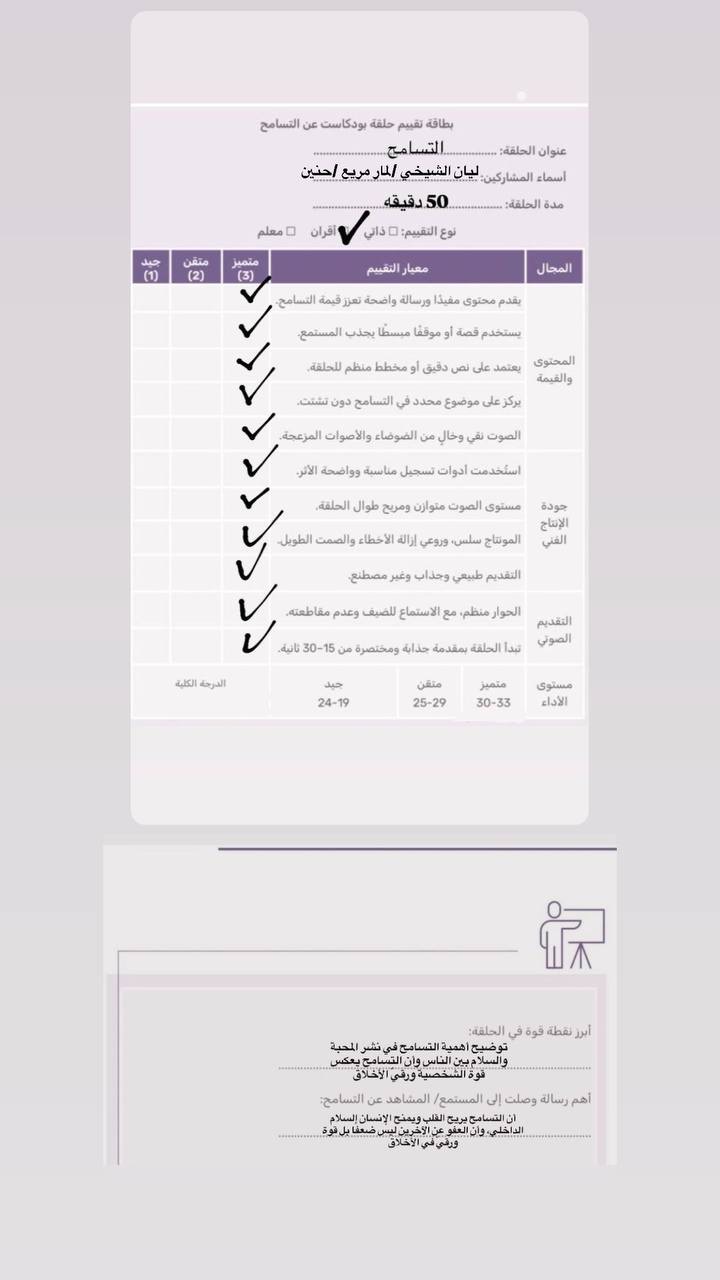 بطاقة تقييم حلقة بودكاست عن التسامح
عنوان الحلقة: التسامح
أسماء المشاركين: ليان الشيخي /لمار مريع /حنين
مدة الحلقة: 50 دقيقه
نوع التقييم: ☐ ذاتي ✓ أقران ☐ معلم
المجال معيار التقييم متميز (3) متقن (2) جيد (1)
المحتوى والقيمة
يقدم محتوى مفيدًا ورسالة واضحة تعزز قيمة التسامح. ✓
يستخدم قصة أو موقفًا مبسطًا يجذب المستمع. ✓
يعتمد على نص دقيق أو مخطط منظم للحلقة. ✓
يركز على موضوع محدد في التسامح دون تشتت. ✓
الصوت نقي وخالٍ من الضوضاء والأصوات المزعجة. ✓
جودة الإنتاج الفني
استُخدمت أدوات تسجيل مناسبة وواضحة الأثر. ✓
مستوى الصوت متوازن ومريح طوال الحلقة. ✓
المونتاج سلس، وروعي إزالة الأخطاء والصمت الطويل. ✓
التقديم طبيعي وجذاب وغير مصطنع. ✓
التقديم الصوتي
الحوار منظم، مع الاستماع للضيف وعدم مقاطعته. ✓
تبدأ الحلقة بمقدمة جذابة ومختصرة من 15–30 ثانية. ✓
مستوى الأداء
متميز متقن جيد الدرجة الكلية
30-33 25-29 24-19
أبرز نقطة قوة في الحلقة:
توضيح أهمية التسامح في نشر المحبة
والسلام بين الناس وأن التسامح يعكس
قوة الشخصية ورقي الأخلاق
أهم رسالة وصلت إلى المستمع/ المشاهد عن التسامح:
أن التسامح يريح القلب ويمنح الإنسان السلام
الداخلي، وأن العفو عن الآخرين ليس ضعفا بل قوة
ورقي في الأخلاق